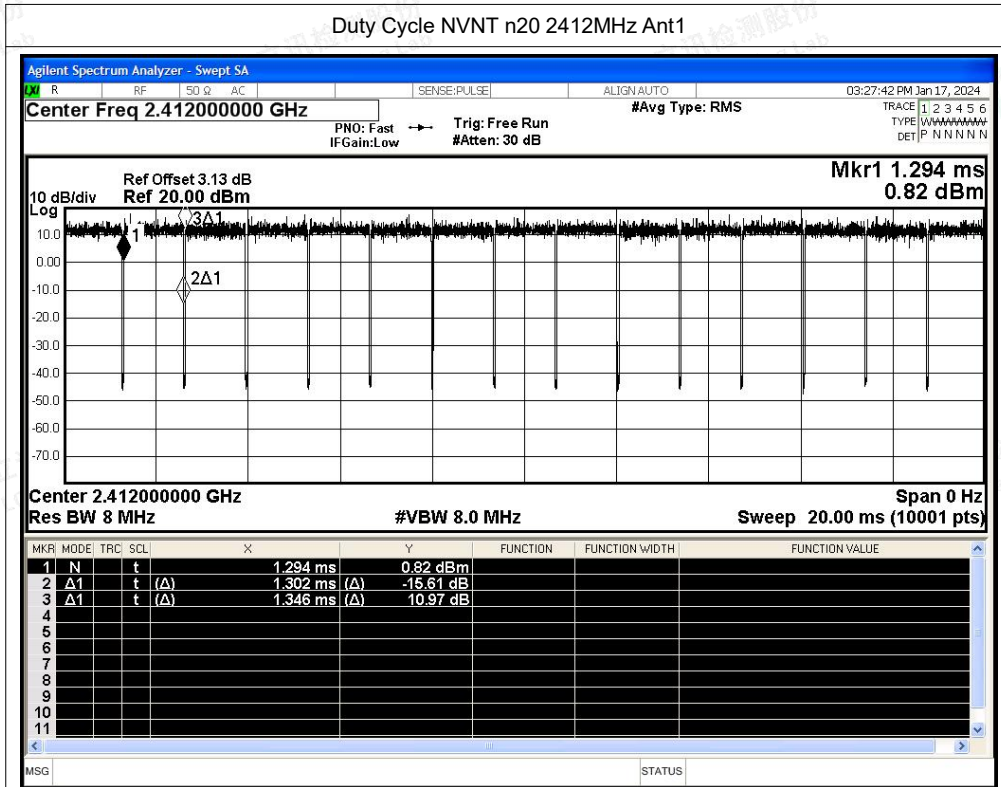 Duty Cycle NVNT n20 2412MHz Ant1
Agilent Spectrum Analyzer - Swept SA
LXI R RF 50 Ω AC SENSE:PULSE ALIGN AUTO 03:27:42 PM Jan 17, 2024
Center Freq 2.412000000 GHz #Avg Type: RMS TRACE 1 2 3 4 5 6
PNO: Fast Trig: Free Run TYPE WWWWWW
IFGain:Low #Atten: 30 dB DET P N N N N N
Mkr1 1.294 ms
0.82 dBm
Ref Offset 3.13 dB
10 dB/div Ref 20.00 dBm
Log
3Δ1
10.0
1
0.00
2Δ1
-10.0
-20.0
-30.0
-40.0
-50.0
-60.0
-70.0
Center 2.412000000 GHz Span 0 Hz
Res BW 8 MHz #VBW 8.0 MHz Sweep 20.00 ms (10001 pts)
MKR MODE TRC SCL X Y FUNCTION FUNCTION WIDTH FUNCTION VALUE
1 N t 1.294 ms 0.82 dBm
2 Δ1 t (Δ) 1.302 ms (Δ) -15.61 dB
3 Δ1 t (Δ) 1.346 ms (Δ) 10.97 dB
4
5
6
7
8
9
10
11
MSG STATUS